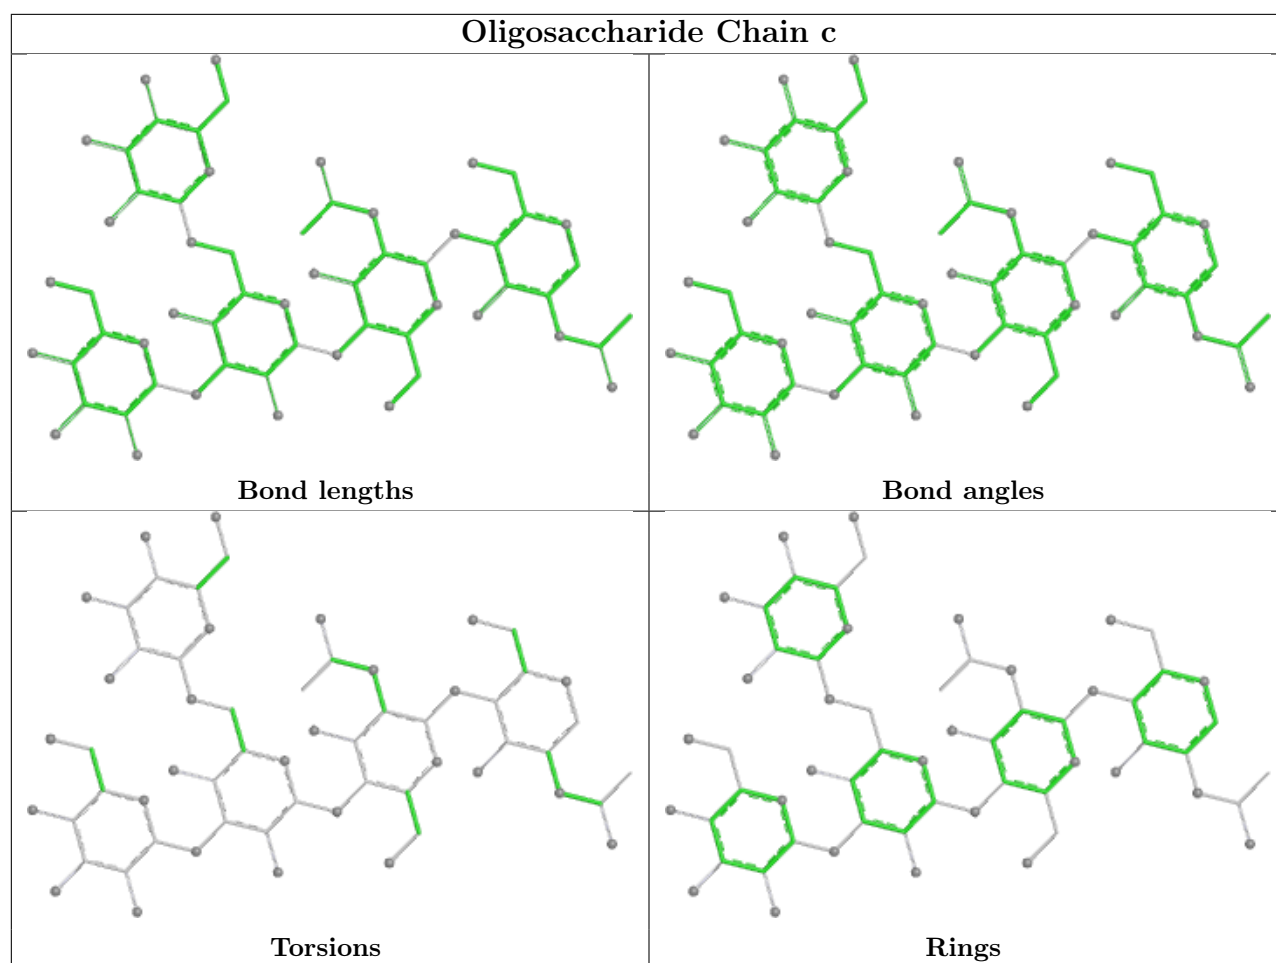 Oligosaccharide Chain c
Bond lengths
Bond angles
Torsions
Rings